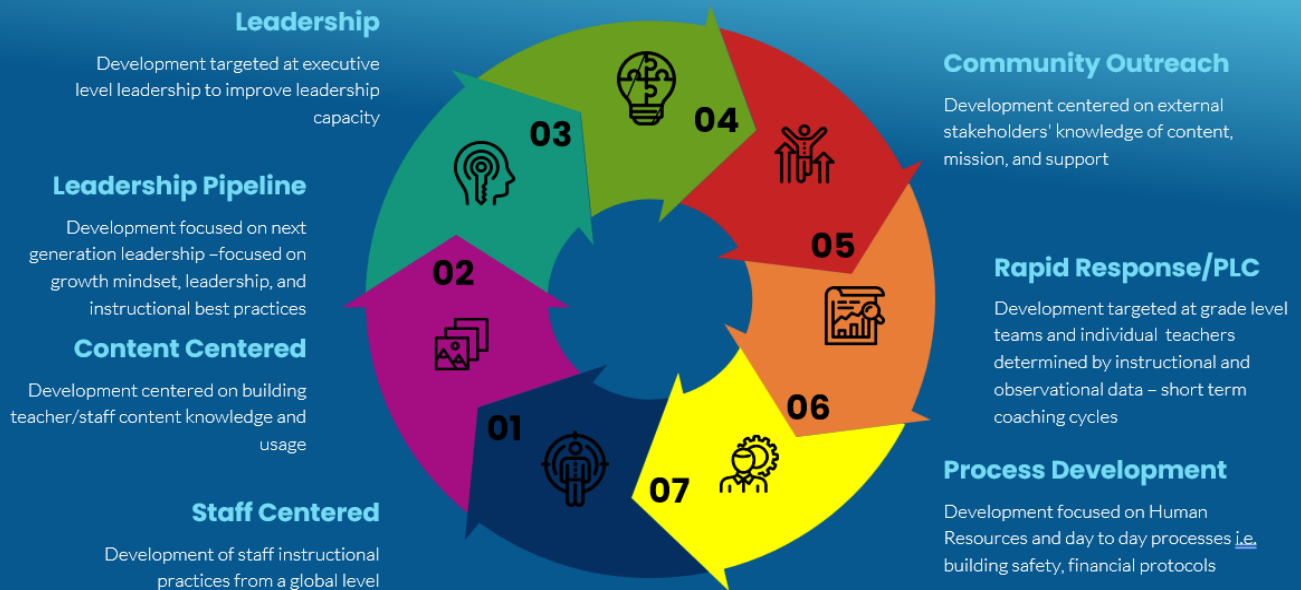 Leadership
Development targeted at executive
level leadership to improve leadership
capacity
Leadership Pipeline
Development focused on next
generation leadership –focused on
growth mindset, leadership, and
instructional best practices
Content Centered
Development centered on building
teacher/staff content knowledge and
usage
Staff Centered
Development of staff instructional
practices from a global level
01
02
03
04
05
06
07
Community Outreach
Development centered on external
stakeholders' knowledge of content,
mission, and support
Rapid Response/PLC
Development targeted at grade level
teams and individual teachers
determined by instructional and
observational data – short term
coaching cycles
Process Development
Development focused on Human
Resources and day to day processes i.e.
building safety, financial protocols